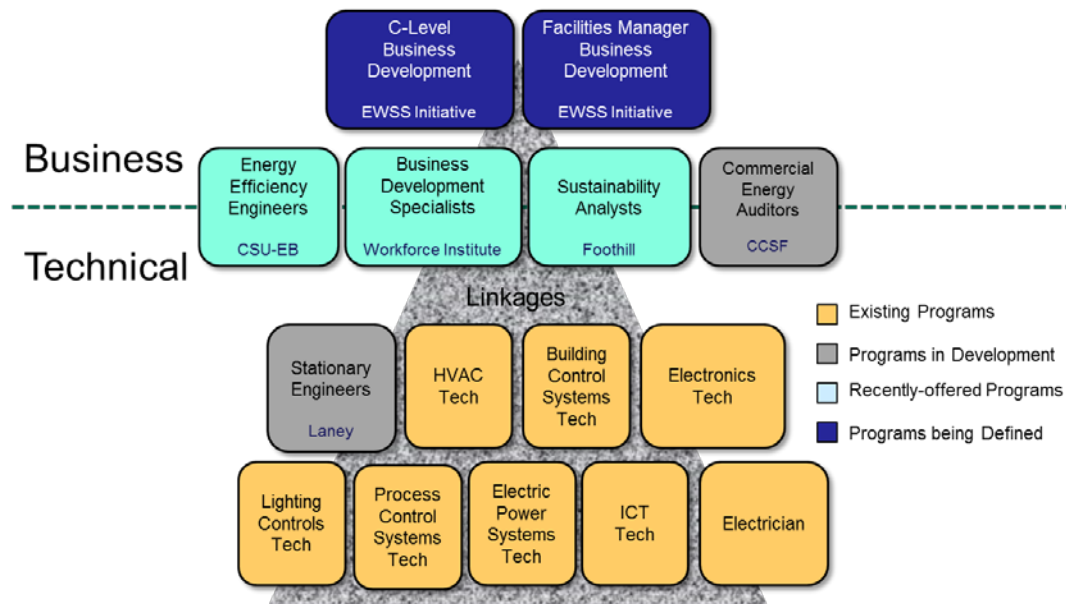 C-Level
Business
Development
EWSS Initiative
Facilities Manager
Business
Development
EWSS Initiative
Business
Energy
Efficiency
Engineers
CSU-EB
Business
Development
Specialists
Workforce Institute
Sustainability
Analysts
Foothill
Commercial
Energy
Auditors
CCSF
Technical
Linkages
Stationary
Engineers
Laney
HVAC
Tech
Building
Control
Systems
Tech
Electronics
Tech
Existing Programs
Programs in Development
Recently-offered Programs
Programs being Defined
Lighting
Controls
Tech
Process
Control
Systems
Tech
Electric
Power
Systems
Tech
ICT
Tech
Electrician